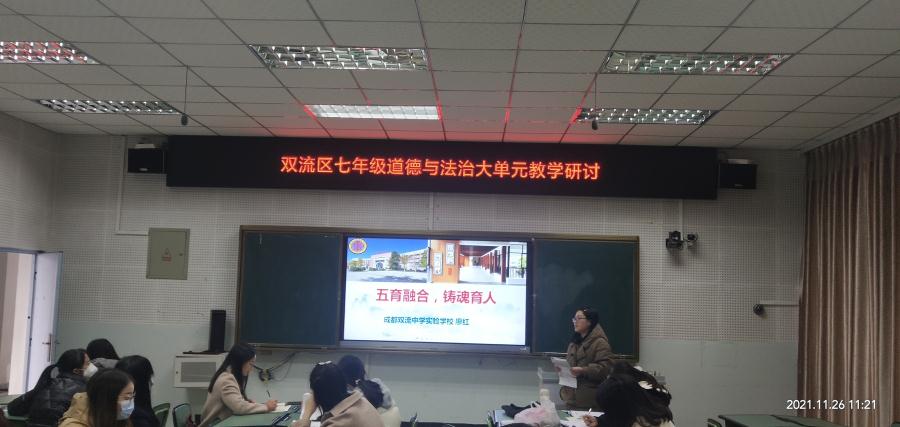 双流区七年级道德与法治大单元教学研讨
五育融合，铸魂育人
成都双流中学实验学校 廖红
2021.11.26 11:21